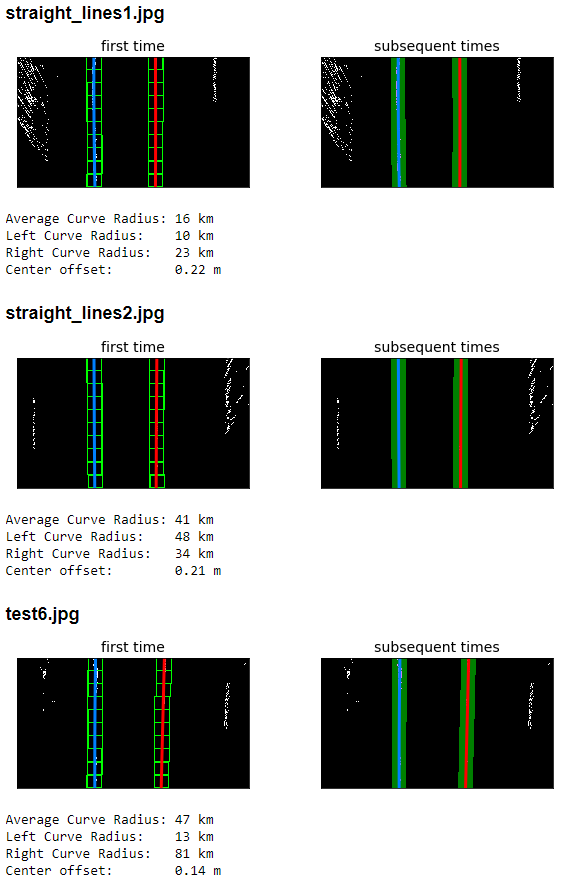 straight_lines1.jpg
first time subsequent times
Average Curve Radius: 16 km
Left Curve Radius: 10 km
Right Curve Radius: 23 km
Center offset: 0.22 m
straight_lines2.jpg
first time subsequent times
Average Curve Radius: 41 km
Left Curve Radius: 48 km
Right Curve Radius: 34 km
Center offset: 0.21 m
test6.jpg
first time subsequent times
Average Curve Radius: 47 km
Left Curve Radius: 13 km
Right Curve Radius: 81 km
Center offset: 0.14 m